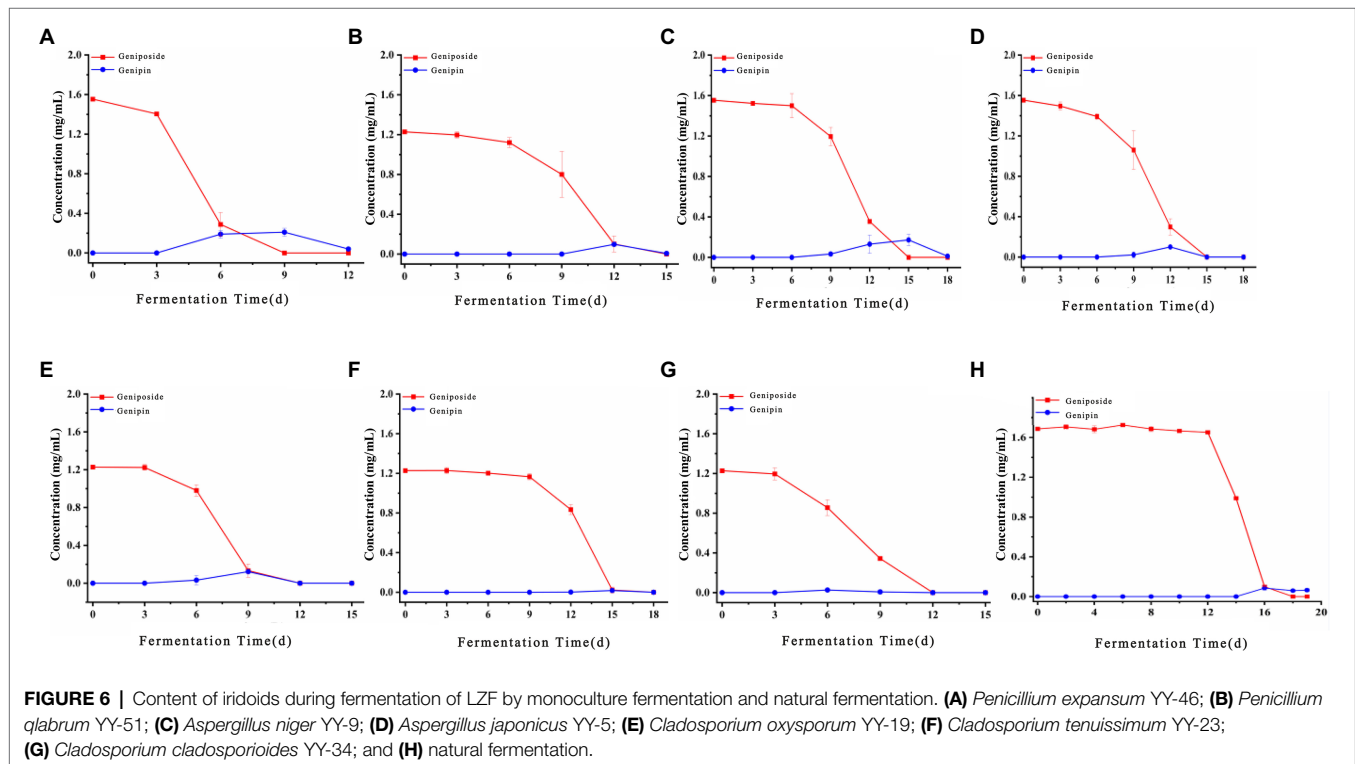 A
B
C
D
Geniposide
Genipin
Geniposide
Genipin
Geniposide
Genipin
Geniposide
Genipin
Concentration (mg/mL)
2.0
1.6
1.2
0.8
0.4
0.0
Concentration (mg/mL)
2.0
1.6
1.2
0.8
0.4
0.0
Concentration (mg/mL)
2.0
1.6
1.2
0.8
0.4
0.0
Concentration (mg/mL)
2.0
1.6
1.2
0.8
0.4
0.0
0 3 6 9 12
0 3 6 9 12 15
0 3 6 9 12 15 18
0 3 6 9 12 15 18
Fermentation Time(d)
Fermentation Time(d)
Fermentation Time(d)
Fermentation Time(d)
E
F
G
H
Geniposide
Genipin
Geniposide
Genipin
Geniposide
Genipin
Geniposide
Genipin
Concentration (mg/mL)
2.0
1.6
1.2
0.8
0.4
0.0
Concentration (mg/mL)
2.0
1.6
1.2
0.8
0.4
0.0
Concentration (mg/mL)
2.0
1.6
1.2
0.8
0.4
0.0
Concentration (mg/mL)
1.6
1.2
0.8
0.4
0.0
0 3 6 9 12 15
0 3 6 9 12 15 18
0 3 6 9 12 15
0 4 8 12 16 20
Fermentation Time(d)
Fermentation Time(d)
Fermentation Time(d)
Fermentation Time(d)
FIGURE 6 | Content of iridoids during fermentation of LZF by monoculture fermentation and natural fermentation. (A) Penicillium expansum YY-46; (B) Penicillium
qlabrum YY-51; (C) Aspergillus niger YY-9; (D) Aspergillus japonicus YY-5; (E) Cladosporium oxysporum YY-19; (F) Cladosporium tenuissimum YY-23;
(G) Cladosporium cladosporioides YY-34; and (H) natural fermentation.